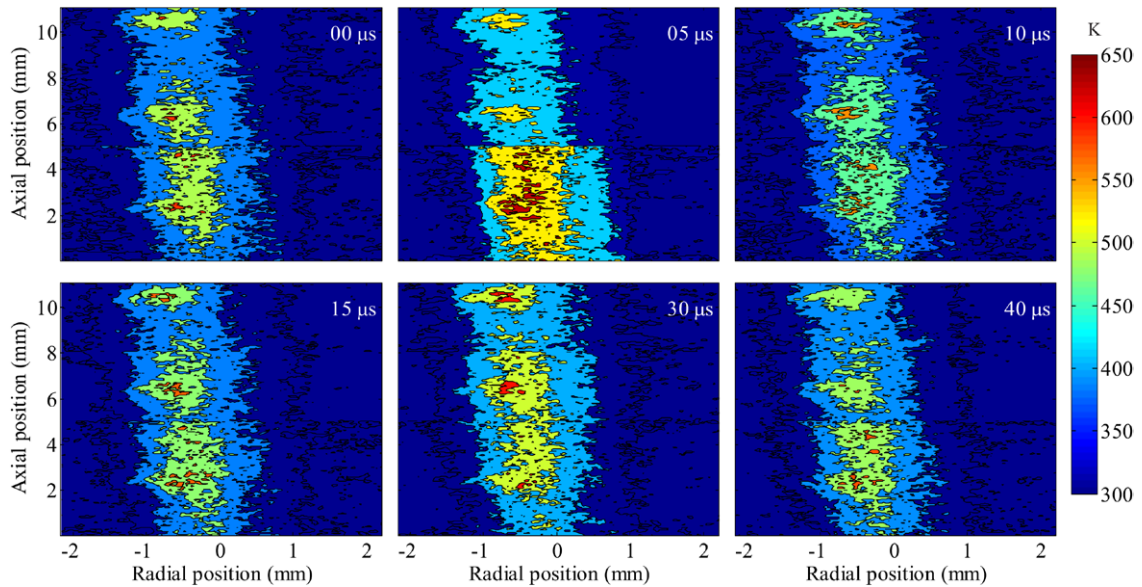 00 µs
05 µs
10 µs
K
Axial position (mm)
10
8
6
4
2
650
600
550
500
450
400
350
300
15 µs
30 µs
40 µs
Axial position (mm)
10
8
6
4
2
-2 -1 0 1 2
-2 -1 0 1 2
-2 -1 0 1 2
Radial position (mm)
Radial position (mm)
Radial position (mm)